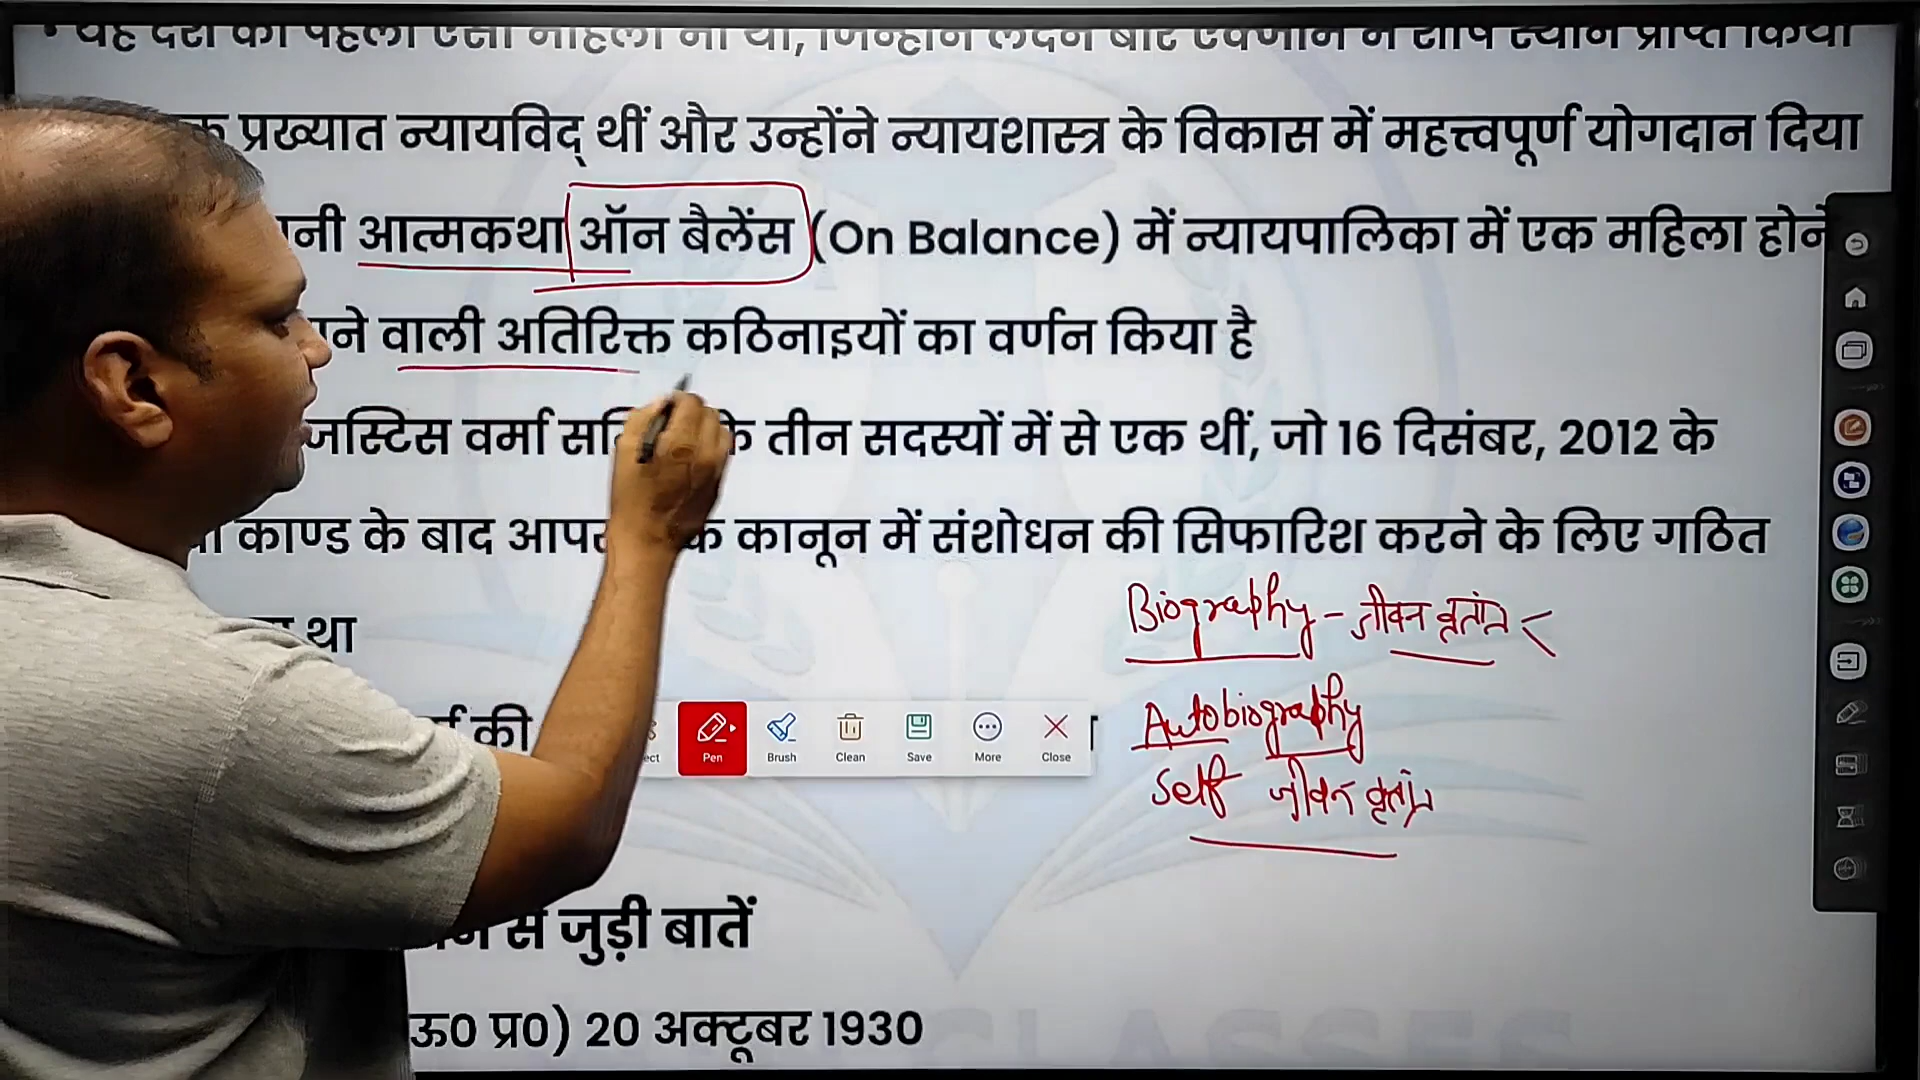 प्रख्यात न्यायविद् थीं और उन्होंने न्यायशास्त्र के विकास में महत्त्वपूर्ण योगदान दिया
नी आत्मकथा ऑन बैलेंस (On Balance) में न्यायपालिका में एक महिला होने
ने वाली अतिरिक्त कठिनाइयों का वर्णन किया है
जस्टिस वर्मा के तीन सदस्यों में से एक थीं, जो 16 दिसंबर, 2012 के
काण्ड के बाद कानून में संशोधन की सिफारिश करने के लिए गठित
था
Biography - जीवन वृतांत <
Autobiography
Self जीवन वृतांत
की
ect Pen Brush Clean Save More Close
से जुड़ी बातें
ऊ0 प्र0) 20 अक्टूबर 1930